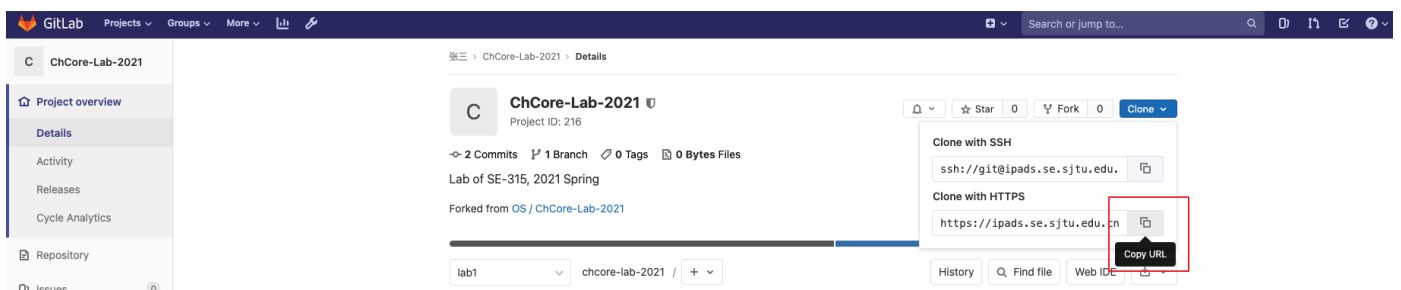 GitLab Projects Groups More Search or jump to...
C ChCore-Lab-2021
张三 > ChCore-Lab-2021 > Details
Project overview
Details
Activity
Releases
Cycle Analytics
Repository
Issues 0
C ChCore-Lab-2021
Project ID: 216
Star 0 Fork 0 Clone
2 Commits 1 Branch 0 Tags 0 Bytes Files
Lab of SE-315, 2021 Spring
Forked from OS / ChCore-Lab-2021
Clone with SSH
ssh://git@ipads.se.sjtu.edu.
Clone with HTTPS
https://ipads.se.sjtu.edu.cn
Copy URL
lab1 chcore-lab-2021 / +
History Find file Web IDE